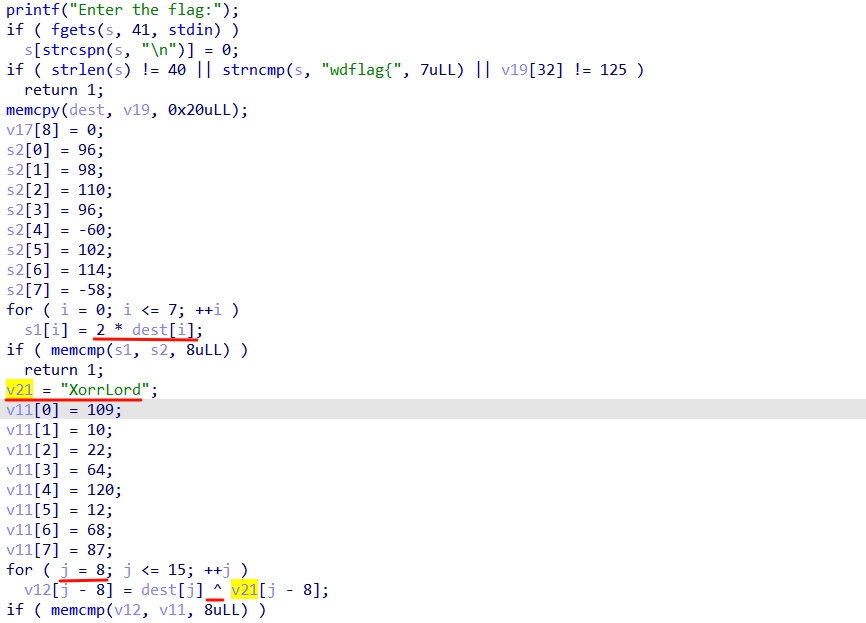 printf("Enter the flag:");
if ( fgets(s, 41, stdin) )
  s[strcspn(s, "\n")] = 0;
if ( strlen(s) != 40 || strncmp(s, "wdflag{", 7uLL) || v19[32] != 125 )
  return 1;
memcpy(dest, v19, 0x20uLL);
v17[8] = 0;
s2[0] = 96;
s2[1] = 98;
s2[2] = 110;
s2[3] = 96;
s2[4] = -60;
s2[5] = 102;
s2[6] = 114;
s2[7] = -58;
for ( i = 0; i <= 7; ++i )
  s1[i] = 2 * dest[i];
if ( memcmp(s1, s2, 8uLL) )
  return 1;
v21 = "XorrLord";
v11[0] = 109;
v11[1] = 10;
v11[2] = 22;
v11[3] = 64;
v11[4] = 120;
v11[5] = 12;
v11[6] = 68;
v11[7] = 87;
for ( j = 8; j <= 15; ++j )
  v12[j - 8] = dest[j] ^ v21[j - 8];
if ( memcmp(v12, v11, 8uLL) )